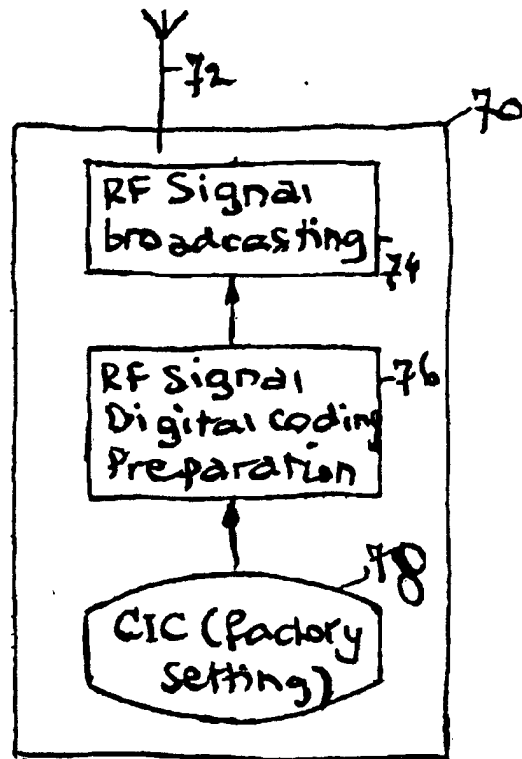 72
70
RF Signal
broadcasting
74
RF Signal
Digital coding
Preparation
76
78
CIC (factory
setting)